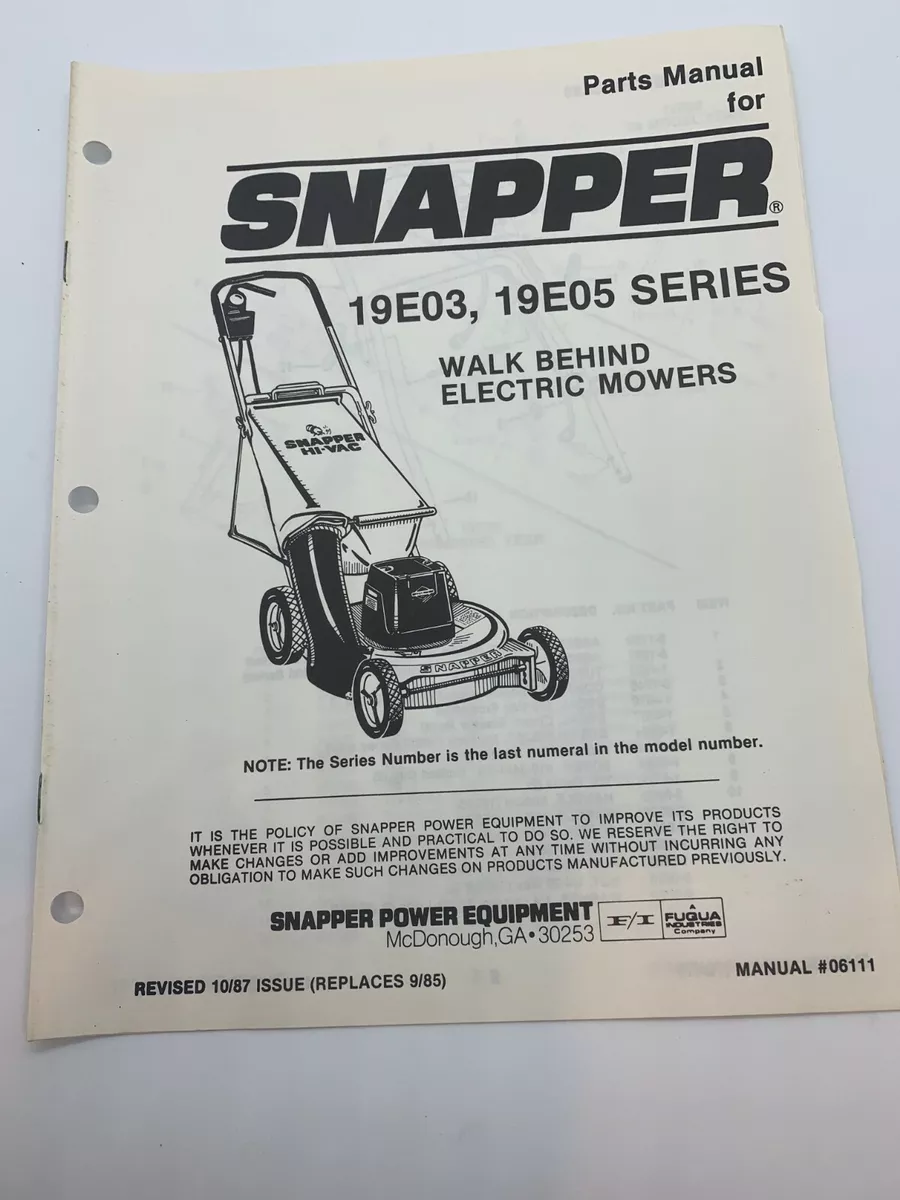 Parts Manual
for
SNAPPER®
19E03, 19E05 SERIES
WALK BEHIND
ELECTRIC MOWERS
SNAPPER
HI-VAC
SNAPPER
NOTE: The Series Number is the last numeral in the model number.
IT IS THE POLICY OF SNAPPER POWER EQUIPMENT TO IMPROVE ITS PRODUCTS
WHENEVER IT IS POSSIBLE AND PRACTICAL TO DO SO. WE RESERVE THE RIGHT TO
MAKE CHANGES OR ADD IMPROVEMENTS AT ANY TIME WITHOUT INCURRING ANY
OBLIGATION TO MAKE SUCH CHANGES ON PRODUCTS MANUFACTURED PREVIOUSLY.
SNAPPER POWER EQUIPMENT
McDonough, GA • 30253
F/I
A
FUQUA
INDUSTRIES
Company
REVISED 10/87 ISSUE (REPLACES 9/85)
MANUAL #06111